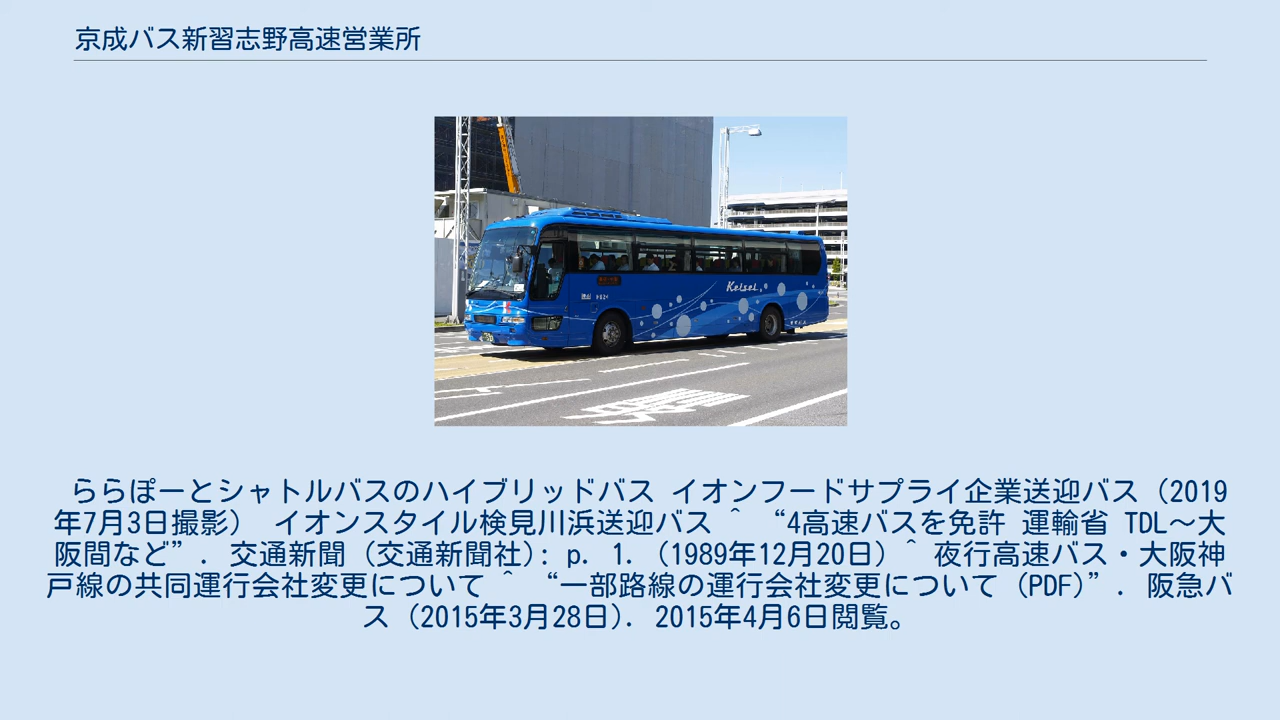 京成バス新習志野高速営業所
Keisei
ららぽーとシャトルバスのハイブリッドバス イオンフードサプライ企業送迎バス（2019
年7月3日撮影） イオンスタイル検見川浜送迎バス ^ “4高速バスを免許 運輸省 TDL～大
阪間など”. 交通新聞 (交通新聞社): p. 1. (1989年12月20日) ^ 夜行高速バス・大阪神
戸線の共同運行会社変更について ^ “一部路線の運行会社変更について (PDF)”. 阪急バ
ス (2015年3月28日). 2015年4月6日閲覧。